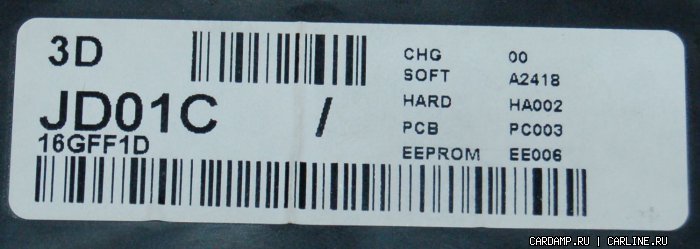 3D
JD01C /
16GFF1D
CHG 00
SOFT A2418
HARD HA002
PCB PC003
EEPROM EE006
CARDAMP.RU | CARLINE.RU